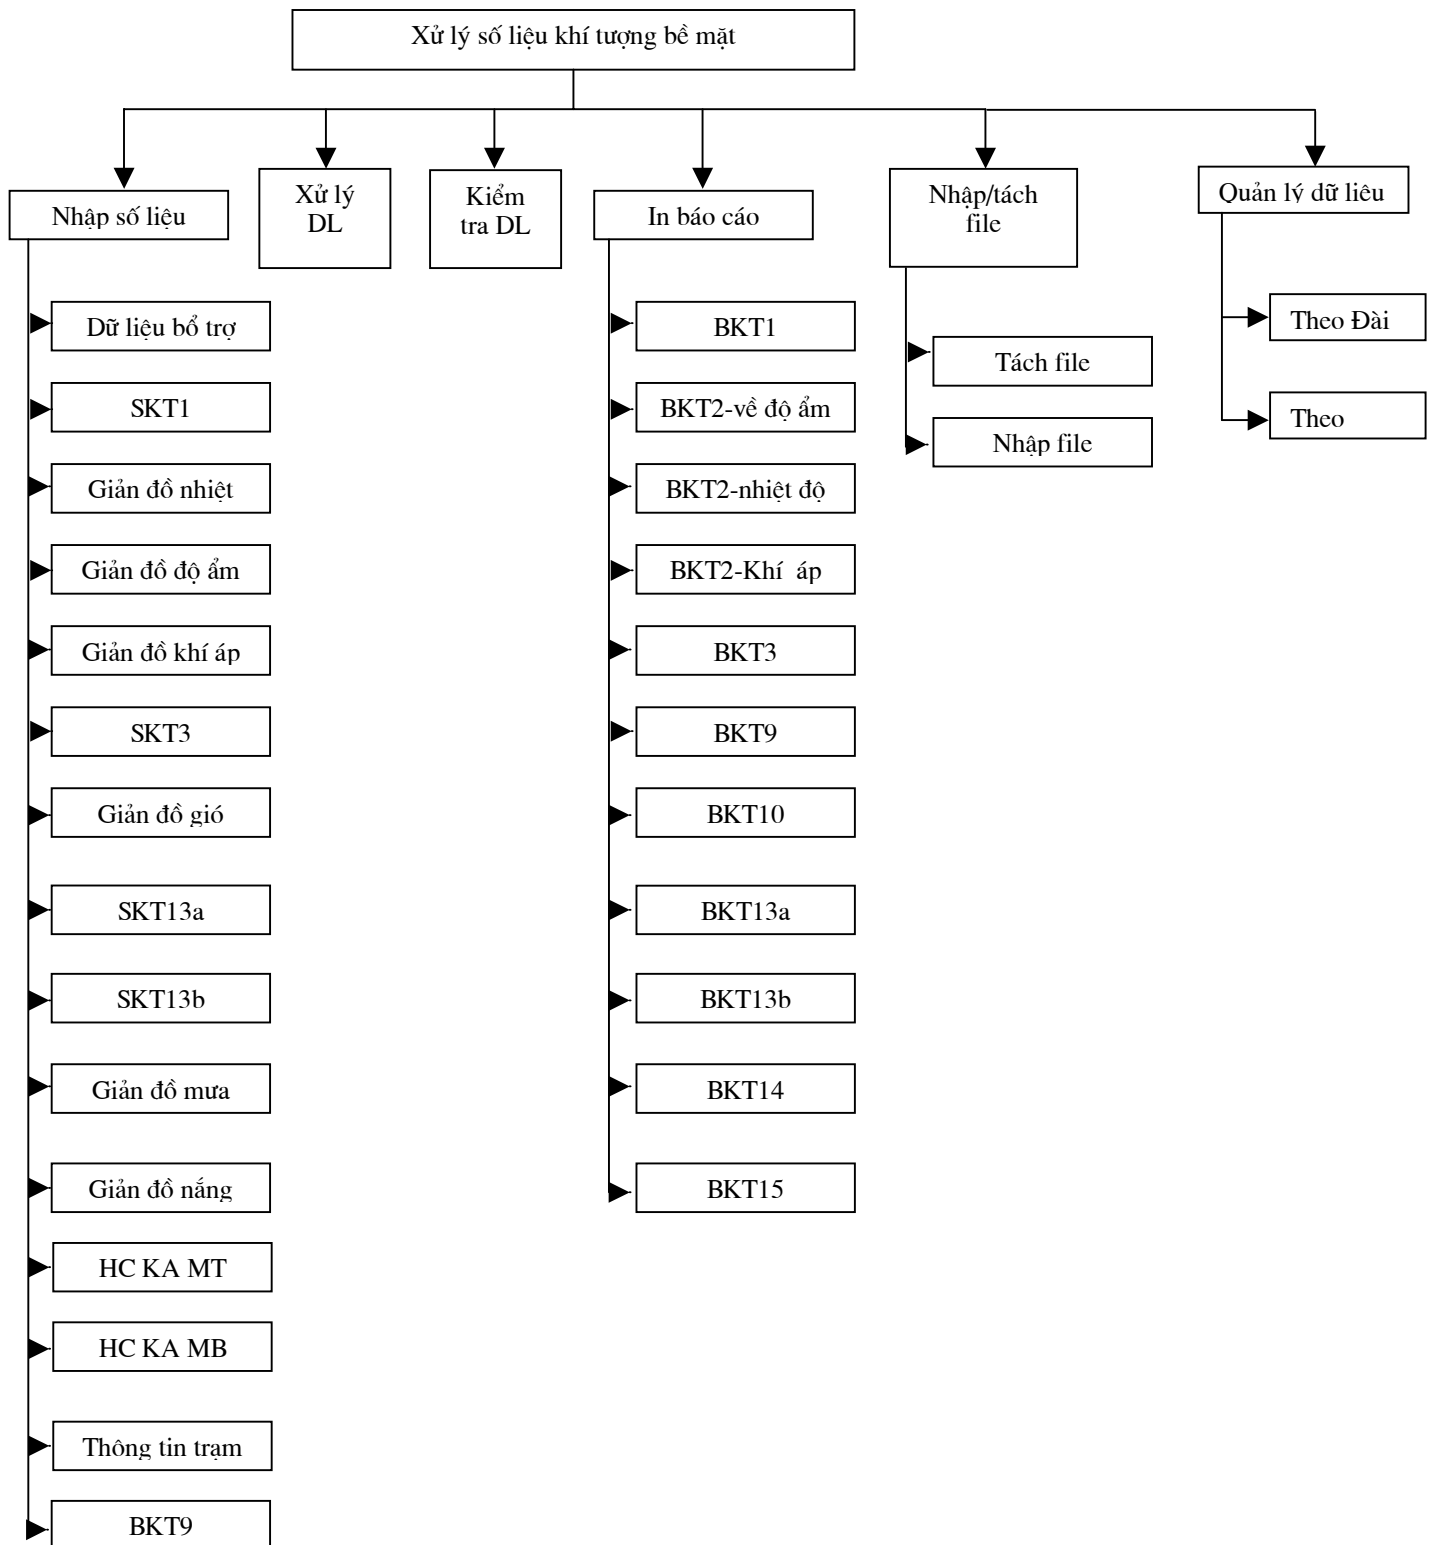 Xử lý số liệu khí tượng bề mặt
Nhập số liệu
Xử lý
DL
Kiểm
tra DL
In báo cáo
Nhập/tách
file
Quản lý dữ liêu
Dữ liệu bổ trợ
SKT1
Giản đồ nhiệt
Giản đồ độ ẩm
Giản đồ khí áp
SKT3
Giản đồ gió
SKT13a
SKT13b
Giản đồ mưa
Giản đồ nắng
HC KA MT
HC KA MB
Thông tin trạm
BKT9
BKT1
BKT2-về độ ẩm
BKT2-nhiệt độ
BKT2-Khí áp
BKT3
BKT9
BKT10
BKT13a
BKT13b
BKT14
BKT15
Tách file
Nhập file
Theo Đài
Theo